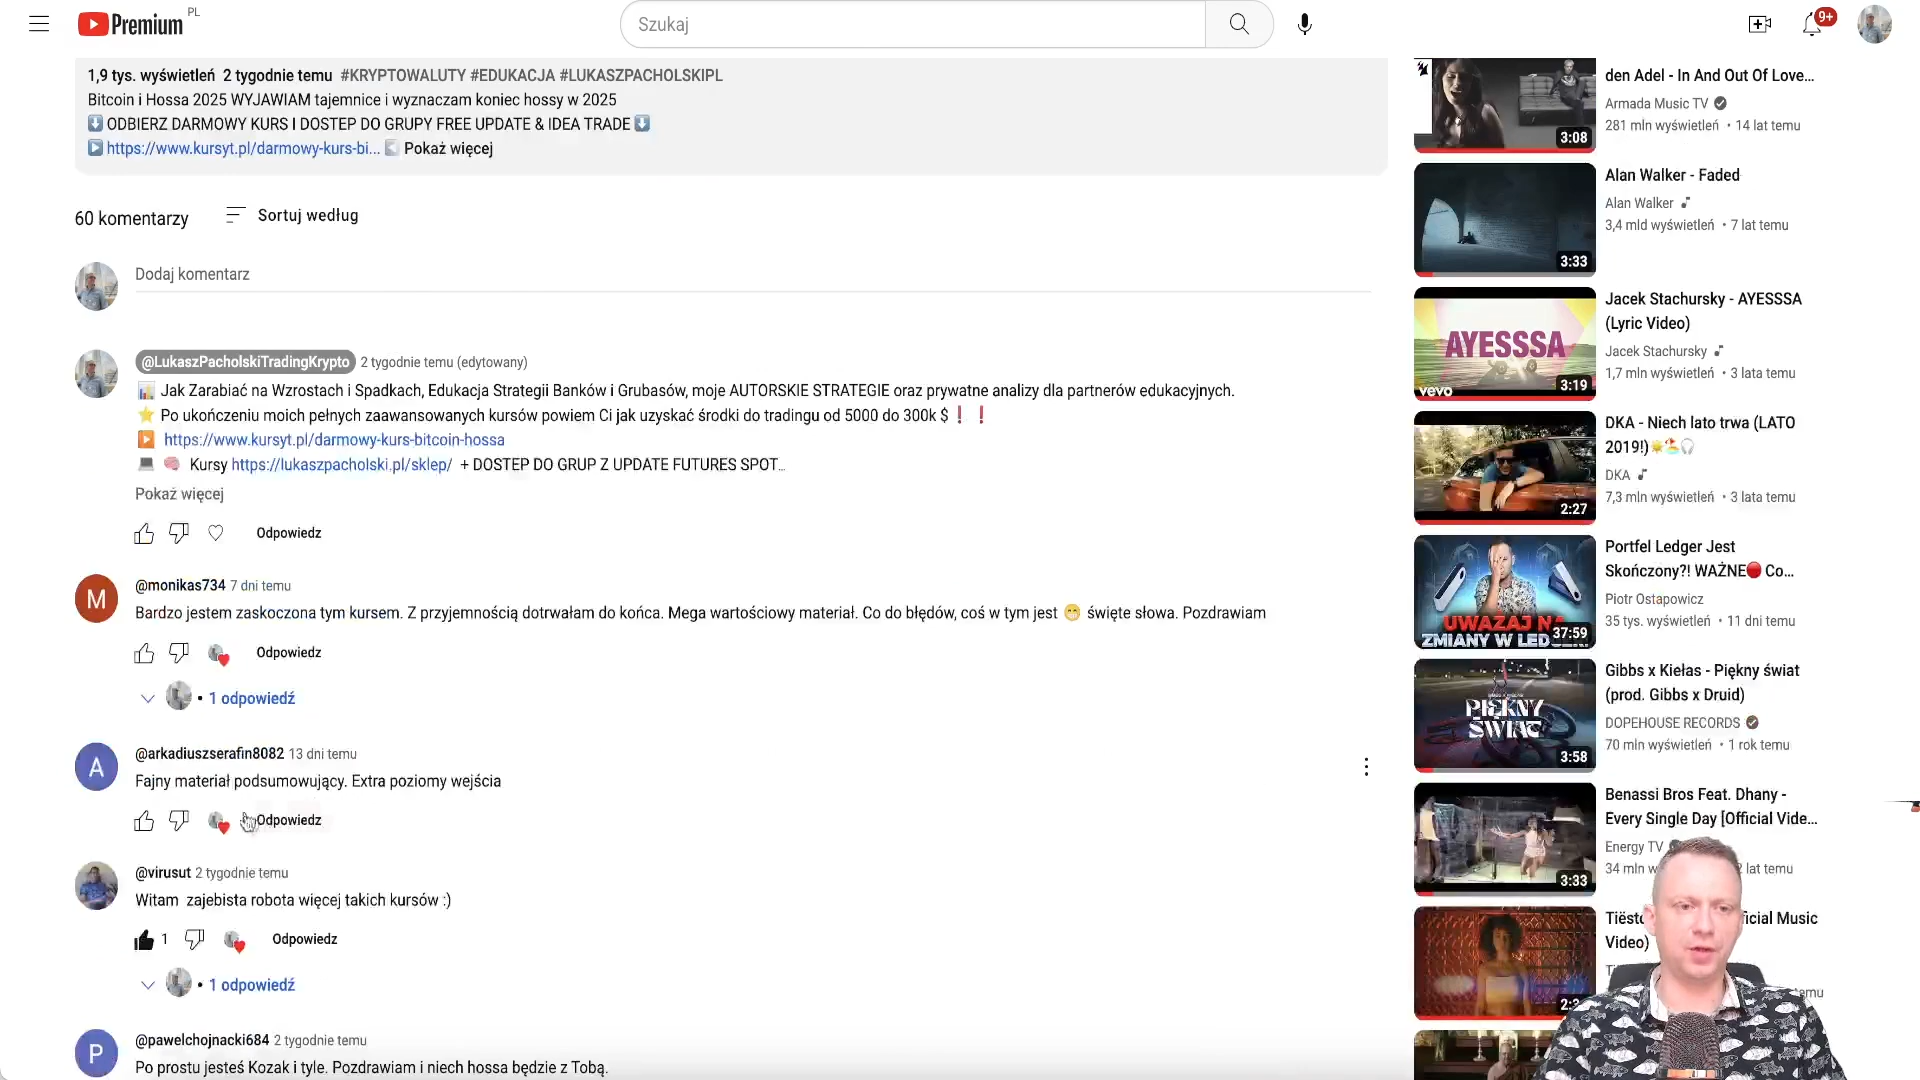 Premium PL
Szukaj
9+
1,9 tys. wyświetleń 2 tygodnie temu #KRYPTOWALUTY #EDUKACJA #LUKASZPACHOLSKIPL
Bitcoin i Hossa 2025 WYJAWIAM tajemnice i wyznaczam koniec hossy w 2025
ODBIERZ DARMOWY KURS I DOSTEP DO GRUPY FREE UPDATE & IDEA TRADE
https://www.kursyt.pl/darmowy-kurs-bi... Pokaż więcej
60 komentarzy
Sortuj według
Dodaj komentarz
@LukaszPacholskiTradingKrypto 2 tygodnie temu (edytowany)
Jak Zarabiać na Wzrostach i Spadkach, Edukacja Strategii Banków i Grubasów, moje AUTORSKIE STRATEGIE oraz prywatne analizy dla partnerów edukacyjnych.
Po ukończeniu moich pełnych zaawansowanych kursów powiem Ci jak uzyskać środki do tradingu od 5000 do 300k $❗❗
https://www.kursyt.pl/darmowy-kurs-bitcoin-hossa
Kursy https://lukaszpacholski.pl/sklep/ + DOSTEP DO GRUP Z UPDATE FUTURES SPOT...
Pokaż więcej
Odpowiedz
M
@monikas734 7 dni temu
Bardzo jestem zaskoczona tym kursem. Z przyjemnością dotrwałam do końca. Mega wartościowy materiał. Co do błędów, coś w tym jest 😁 święte słowa. Pozdrawiam
Odpowiedz
• 1 odpowiedź
A
@arkadiuszserafin8082 13 dni temu
Fajny materiał podsumowujący. Extra poziomy wejścia
Odpowiedz
@virusut 2 tygodnie temu
Witam zajebista robota więcej takich kursów :)
1
Odpowiedz
• 1 odpowiedź
P
@pawelchojnacki684 2 tygodnie temu
Po prostu jesteś Kozak i tyle. Pozdrawiam i niech hossa będzie z Tobą.
den Adel - In And Out Of Love...
Armada Music TV
281 mln wyświetleń • 14 lat temu
3:08
Alan Walker - Faded
Alan Walker
3,4 mld wyświetleń • 7 lat temu
3:33
Jacek Stachursky - AYESSSA
(Lyric Video)
Jacek Stachursky
1,7 mln wyświetleń • 3 lata temu
AYESSSA
vevo
3:19
DKA - Niech lato trwa (LATO
2019!)
DKA
7,3 mln wyświetleń • 3 lata temu
2:27
Portfel Ledger Jest
Skończony?! WAŻNE🔴 Co...
Piotr Ostapowicz
35 tys. wyświetleń • 11 dni temu
UWAŻAJ NA
ZMIANY W
37:59
Gibbs x Kiełas - Piękny świat
(prod. Gibbs x Druid)
DOPEHOUSE RECORDS
70 mln wyświetleń • 1 rok temu
PIĘKNY
ŚWIAT
3:58
Benassi Bros Feat. Dhany -
Every Single Day [Official Vide...
Energy TV
34 mln
lat temu
3:33
Music
Video)